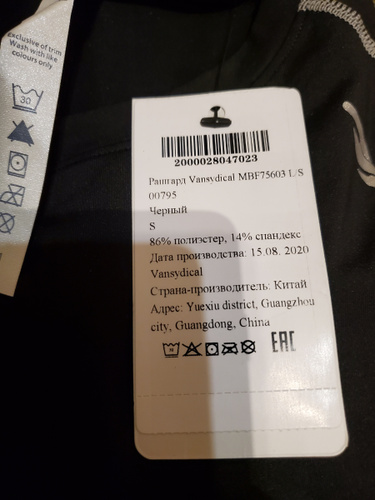 exclusive of trim
Wash with like
colours only
30
2000028047023
Рашгард Vansydical MBF75603 L/S
00795
Черный
S
86% полиэстер, 14% спандекс
Дата производства: 15.08. 2020
Vansydical
Страна-производитель: Китай
Адрес: Yuexiu district, Guangzhou
city, Guangdong, China
EAC